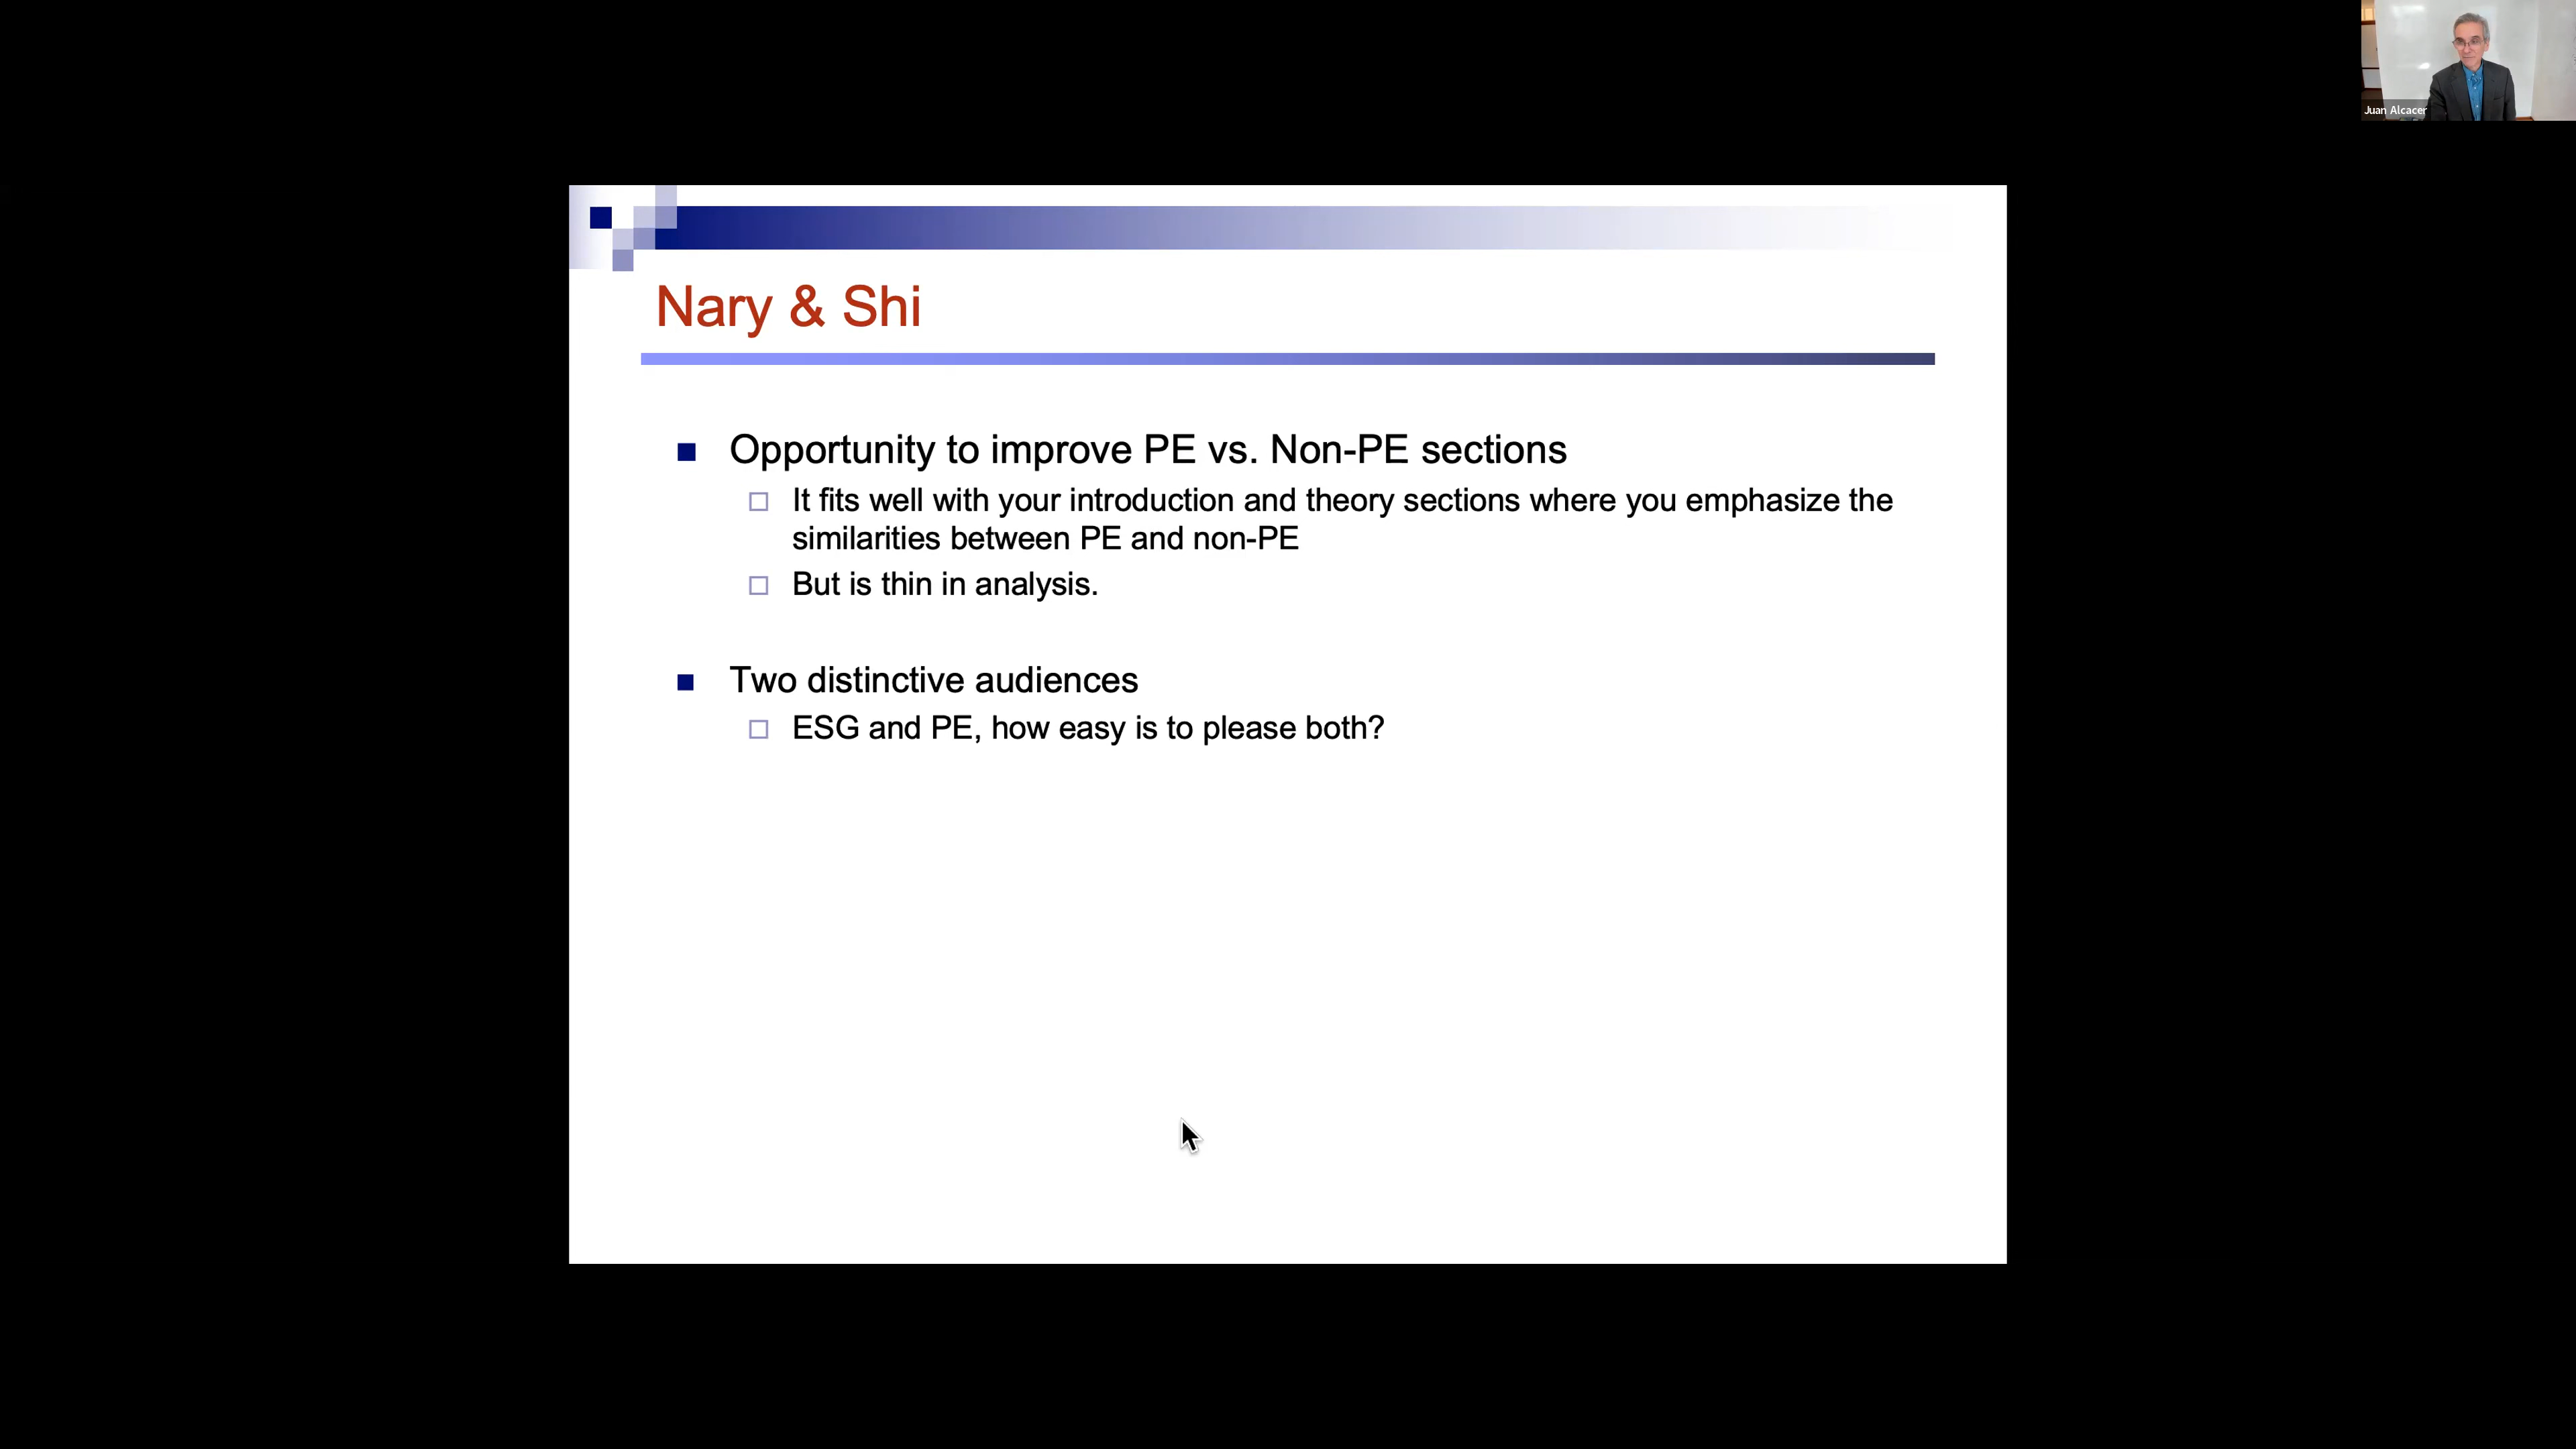 Juan Alcacer
Nary & Shi
Opportunity to improve PE vs. Non-PE sections
It fits well with your introduction and theory sections where you emphasize the
similarities between PE and non-PE
But is thin in analysis.
Two distinctive audiences
ESG and PE, how easy is to please both?